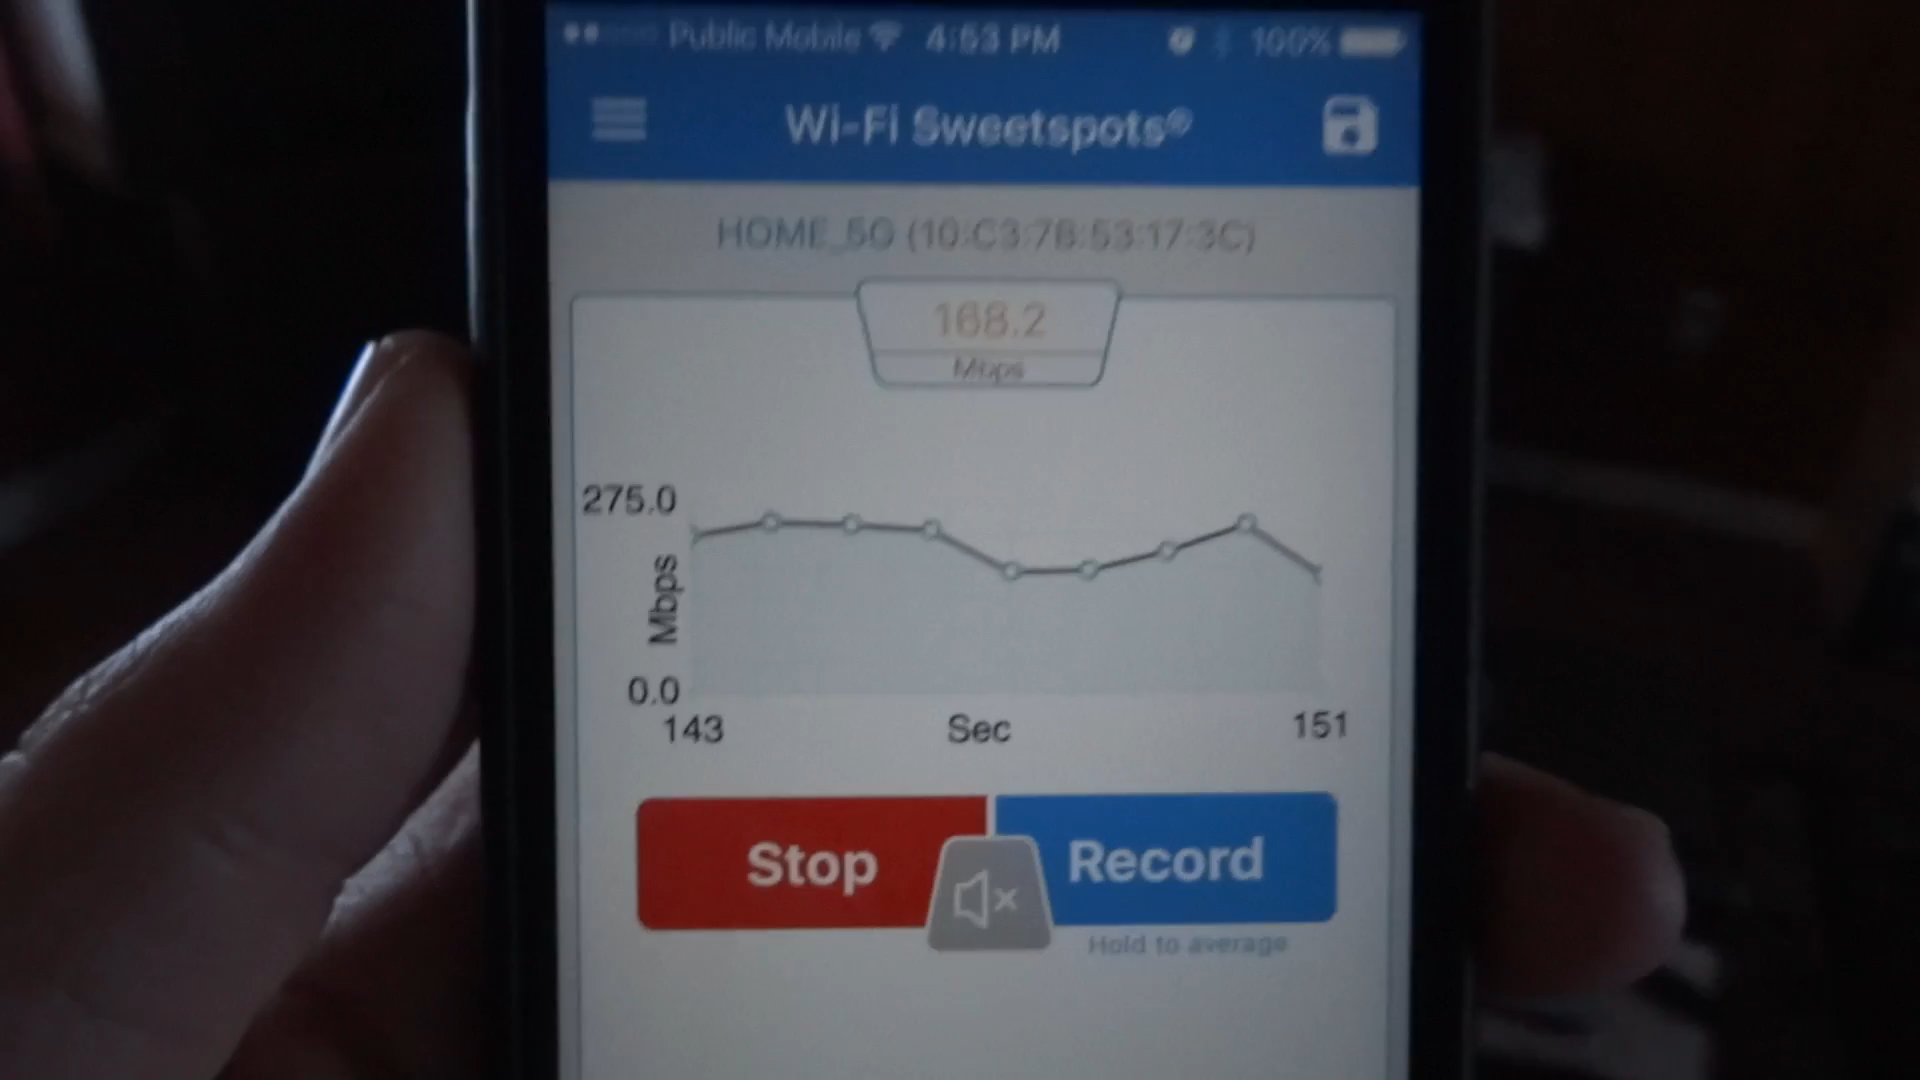 Public Mobile 4:53 PM 100%
Wi-Fi Sweetspots®
HOME_5G (10:C3:7B:53:17:3C)
168.2
Mbps
275.0
Mbps
0.0
143 Sec 151
Stop Record
Hold to average